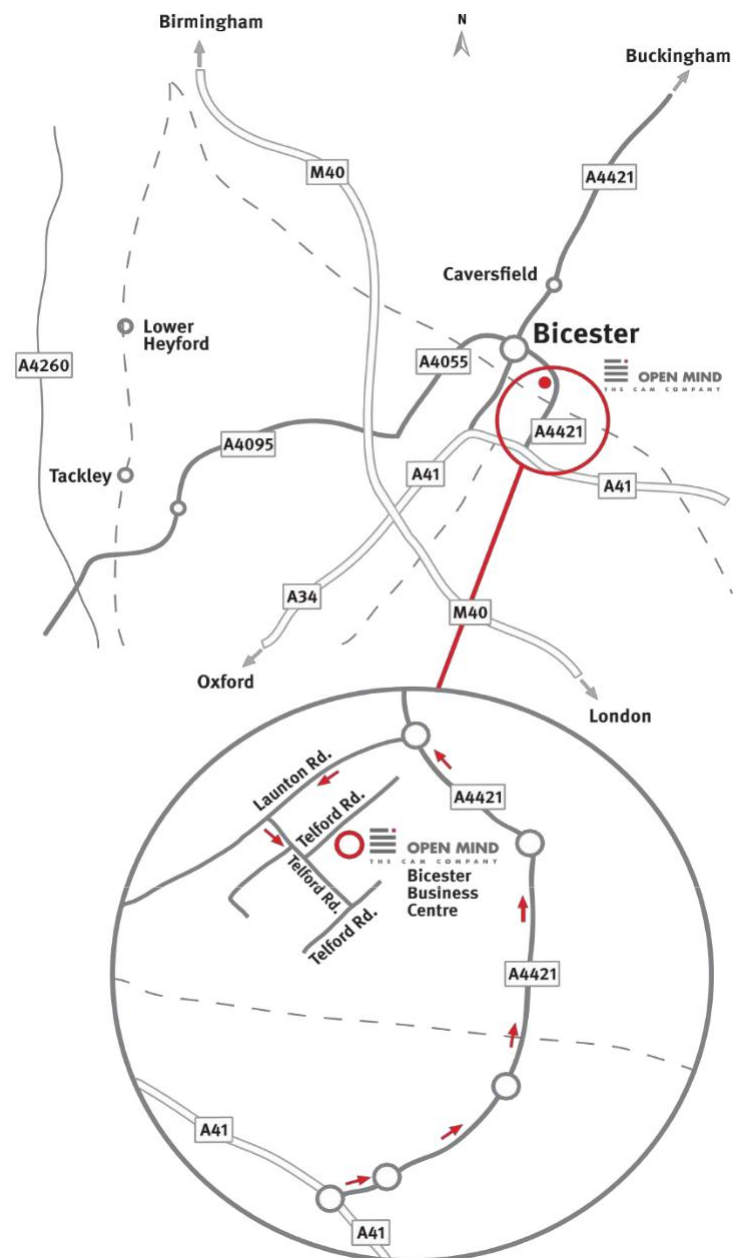 Birmingham
N
Buckingham
M40
A4421
Caversfield
Lower
Heyford
Bicester
A4260
A4055
OPEN MIND
THE CAM COMPANY
A4095
A4421
Tackley
A41
A41
A34
M40
Oxford
London
Launton Rd.
A4421
Telford Rd.
OPEN MIND
THE CAM COMPANY
Telford Rd.
Bicester
Business
Centre
Telford Rd.
A4421
A41
A41